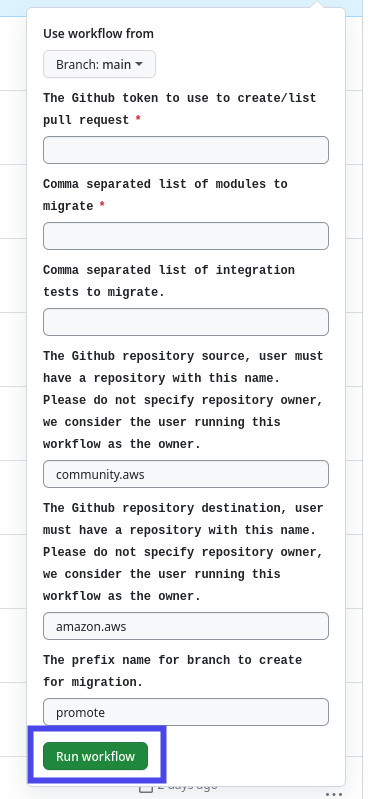 Use workflow from
Branch: main
The Github token to use to create/list
pull request *
Comma separated list of modules to
migrate *
Comma separated list of integration
tests to migrate.
The Github repository source, user must
have a repository with this name.
Please do not specify repository owner,
we consider the user running this
workflow as the owner.
community.aws
The Github repository destination, user
must have a repository with this name.
Please do not specify repository owner,
we consider the user running this
workflow as the owner.
amazon.aws
The prefix name for branch to create
for migration.
promote
Run workflow
2 days ago